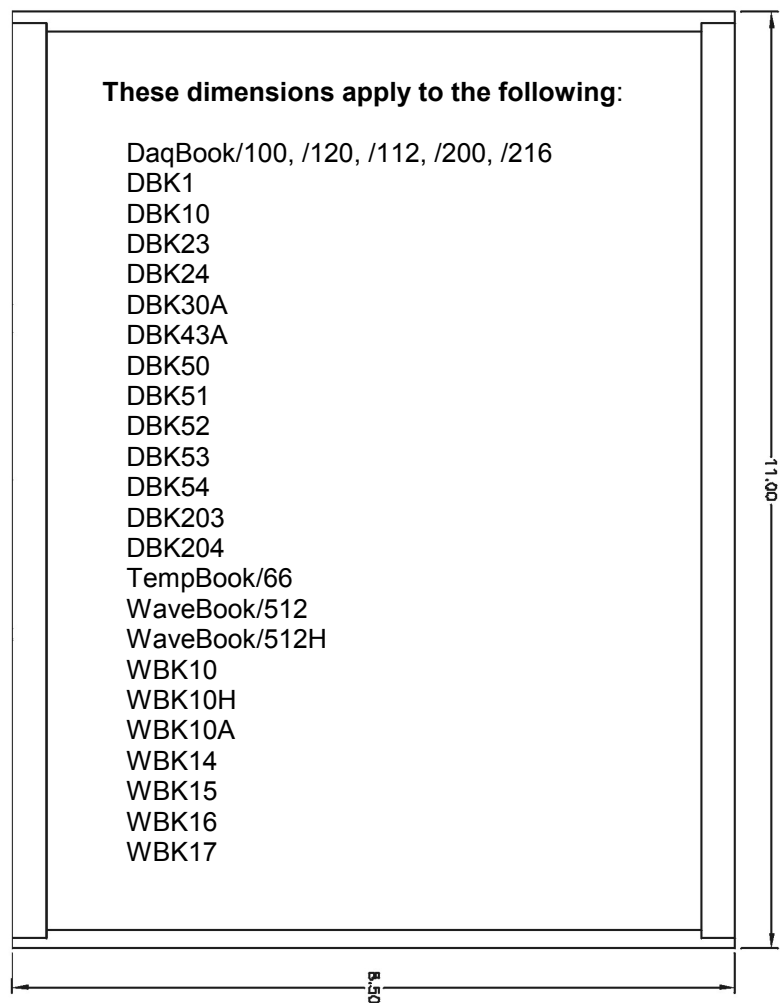 These dimensions apply to the following:
DaqBook/100, /120, /112, /200, /216
DBK1
DBK10
DBK23
DBK24
DBK30A
DBK43A
DBK50
DBK51
DBK52
DBK53
DBK54
DBK203
DBK204
TempBook/66
WaveBook/512
WaveBook/512H
WBK10
WBK10H
WBK10A
WBK14
WBK15
WBK16
WBK17
11.00
8.50